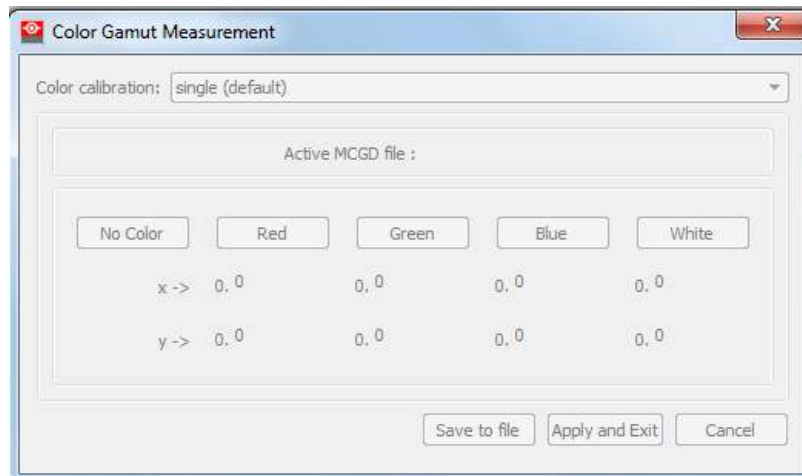 Color Gamut Measurement
Color calibration: single (default)
Active MCGD file :
No Color Red Green Blue White
x -> 0. 0 0. 0 0. 0 0. 0
y -> 0. 0 0. 0 0. 0 0. 0
Save to file Apply and Exit Cancel